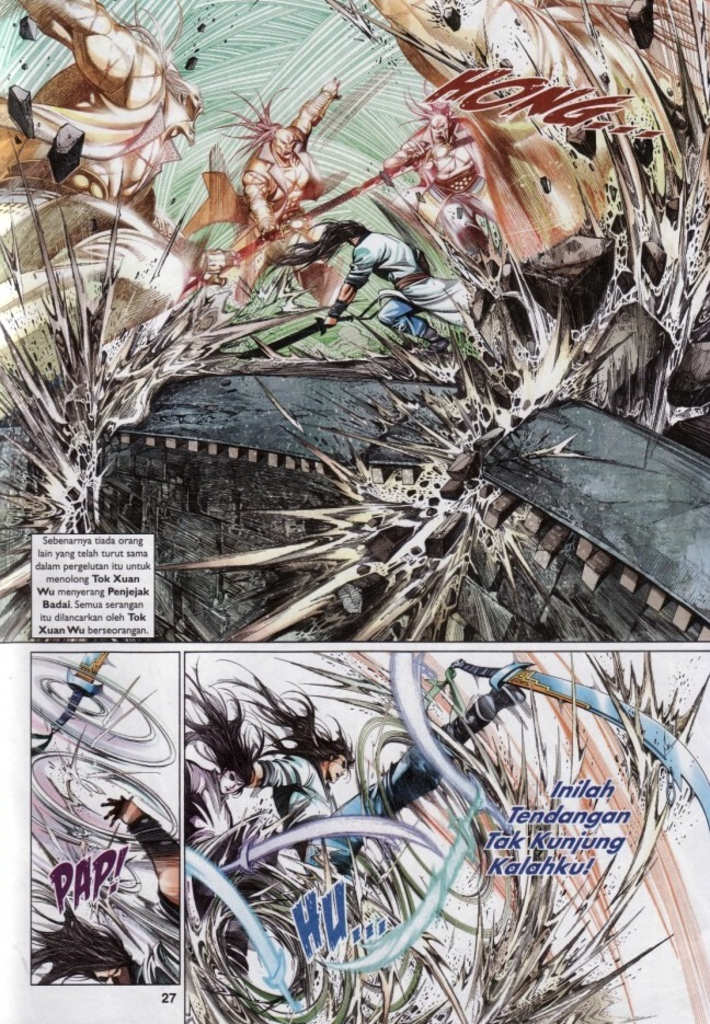 HONG...
Sebenarnya tiada orang
lain yang telah turut sama
dalam pergelutan itu untuk
menolong Tok Xuan
Wu menyerang Penjejak
Badai. Semua serangan
itu dilancarkan oleh Tok
Xuan Wu berseorangan.
PAP!
Inilah
Tendangan
Tak Kunjung
Kalahku!
HU...
27